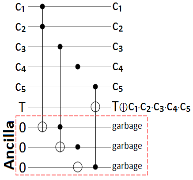 C₁ C₁
C₂ C₂
C₃ C₃
C₄ C₄
C₅ C₅
T T⊕C₁·C₂·C₃·C₄·C₅
Ancilla
0 garbage
0 garbage
0 garbage